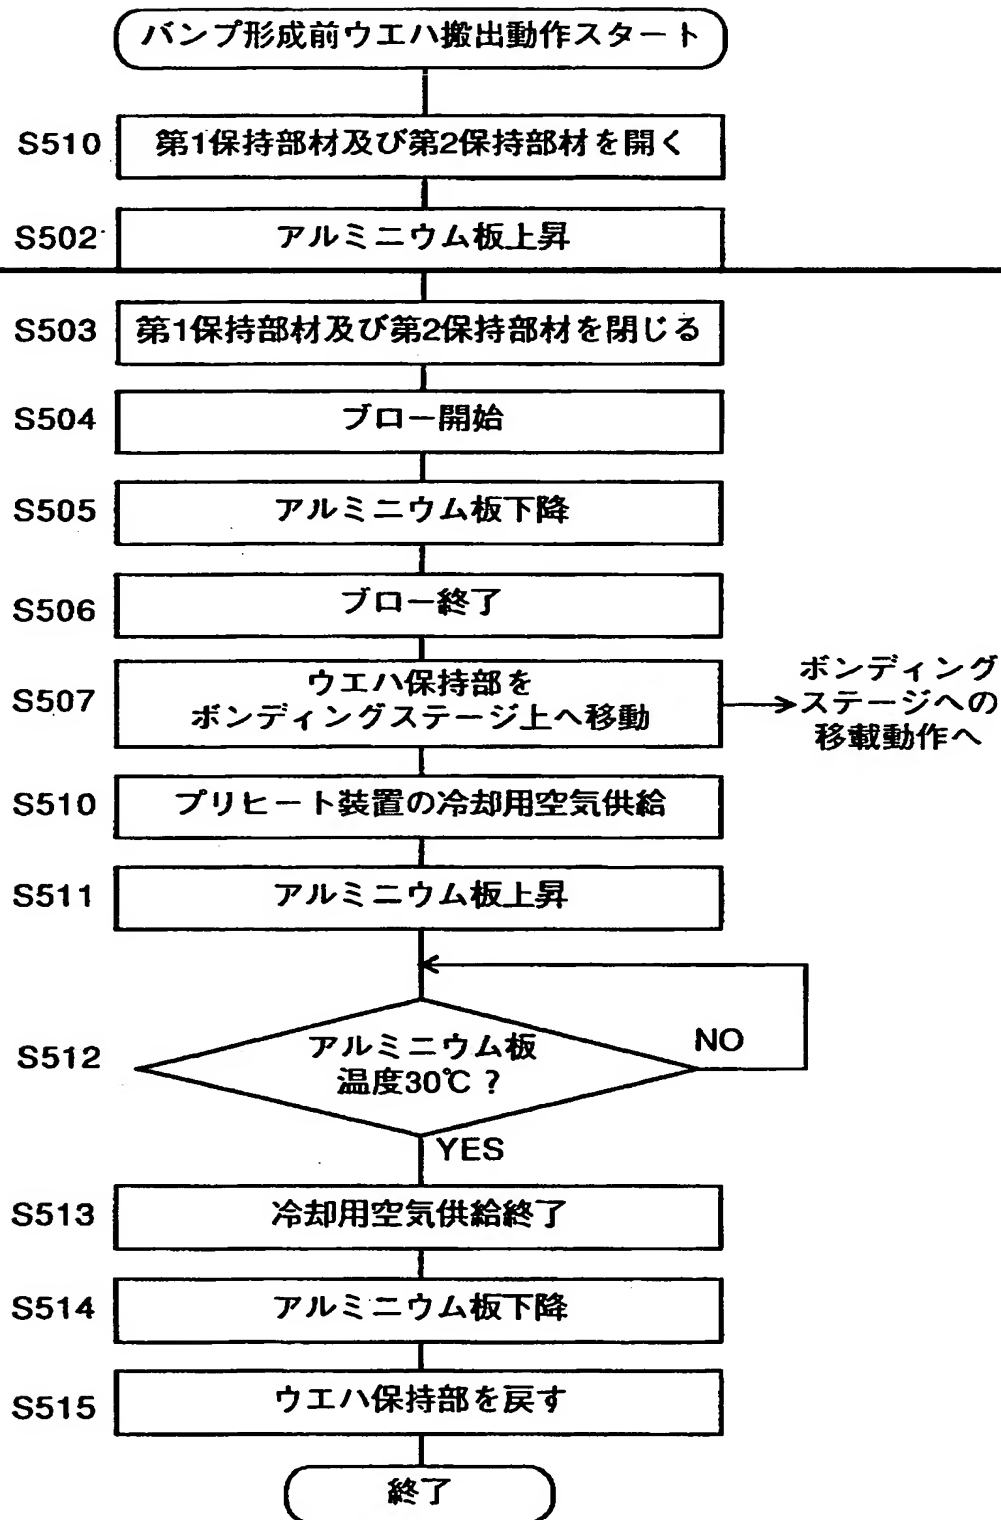 バンプ形成前ウエハ搬出動作スタート
S510 第1保持部材及び第2保持部材を開く
S502 アルミニウム板上昇
S503 第1保持部材及び第2保持部材を閉じる
S504 ブロー開始
S505 アルミニウム板下降
S506 ブロー終了
S507 ウエハ保持部を
ボンディングステージ上へ移動
ボンディング
ステージへの
移載動作へ
S510 プリヒート装置の冷却用空気供給
S511 アルミニウム板上昇
S512 アルミニウム板
温度30℃？
NO
YES
S513 冷却用空気供給終了
S514 アルミニウム板下降
S515 ウエハ保持部を戻す
終了